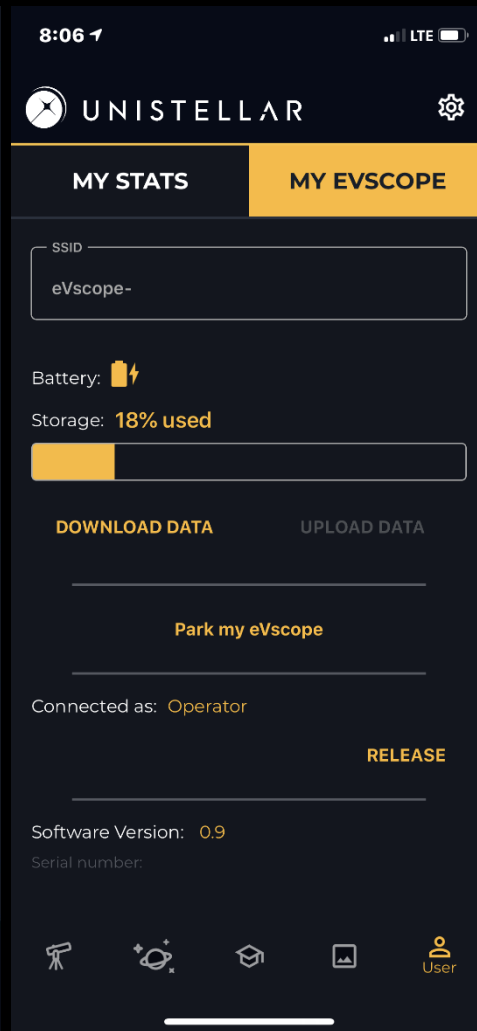 8:06
LTE
UNISTELLAR
MY STATS
MY EVSCOPE
SSID
eVscope-
Battery:
Storage: 18% used
DOWNLOAD DATA
UPLOAD DATA
Park my eVscope
Connected as: Operator
RELEASE
Software Version: 0.9
Serial number:
User